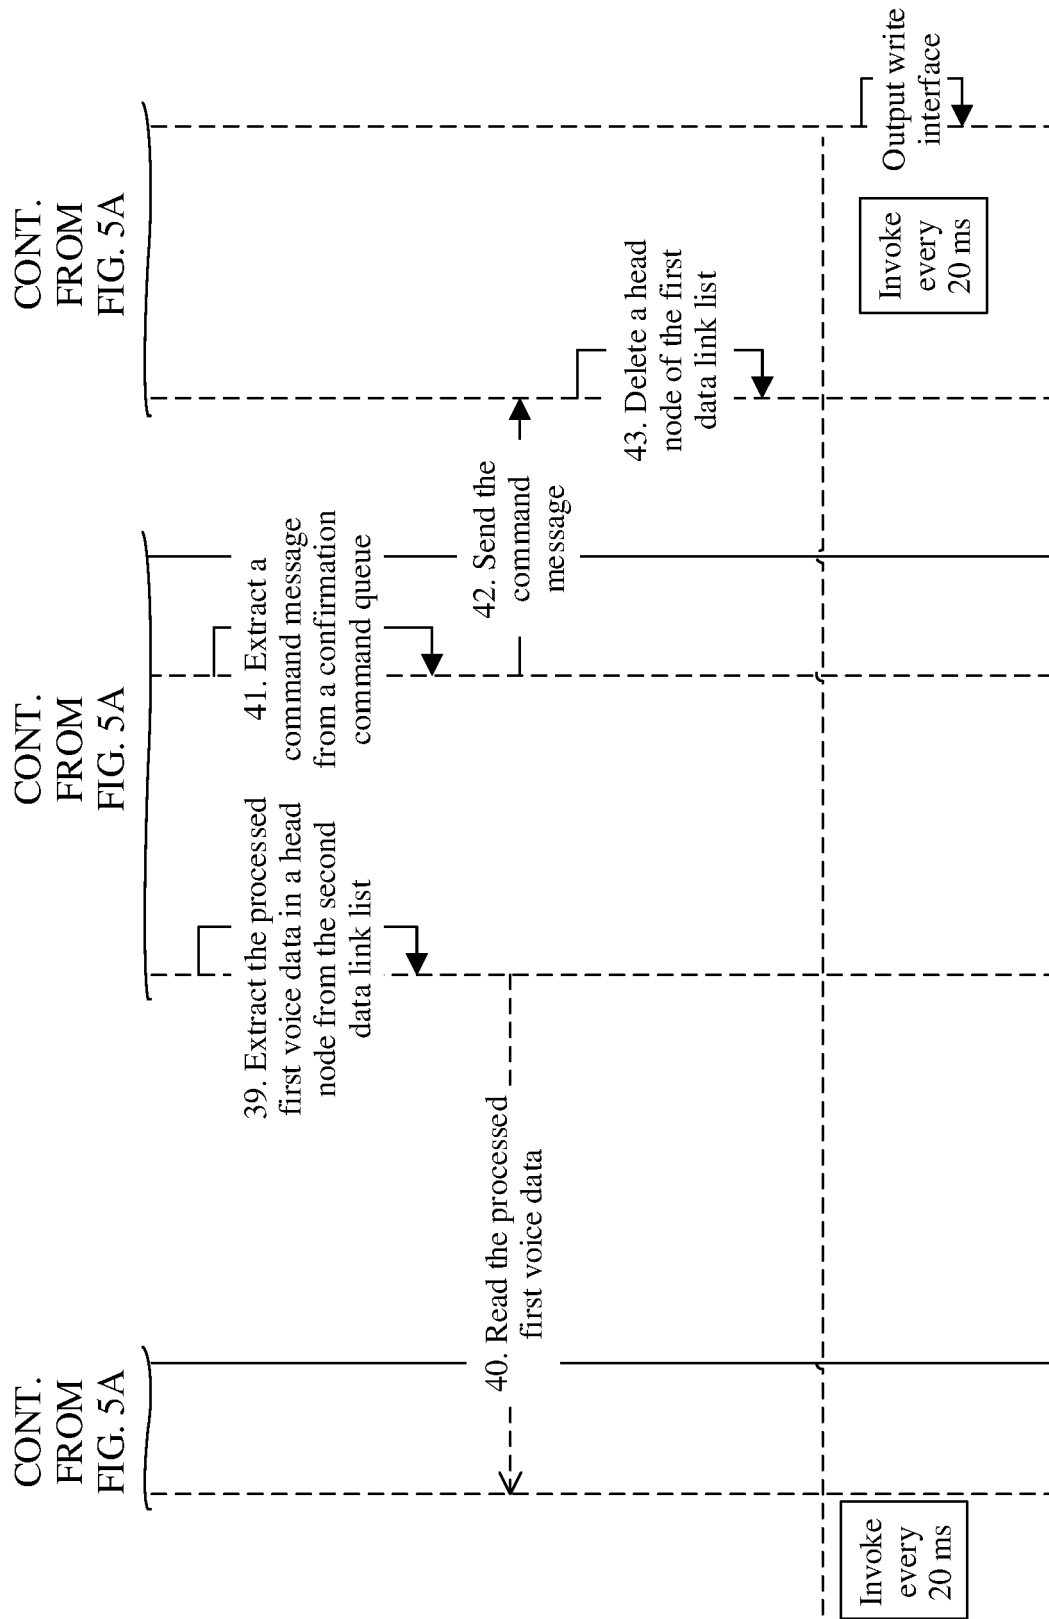 CONT.
FROM
FIG. 5A
CONT.
FROM
FIG. 5A
CONT.
FROM
FIG. 5A
39. Extract the processed
first voice data in a head
node from the second
data link list
41. Extract a
command message
from a confirmation
command queue
40. Read the processed
first voice data
42. Send the
command
message
43. Delete a head
node of the first
data link list
Invoke
every
20 ms
Invoke
every
20 ms
Output write
interface